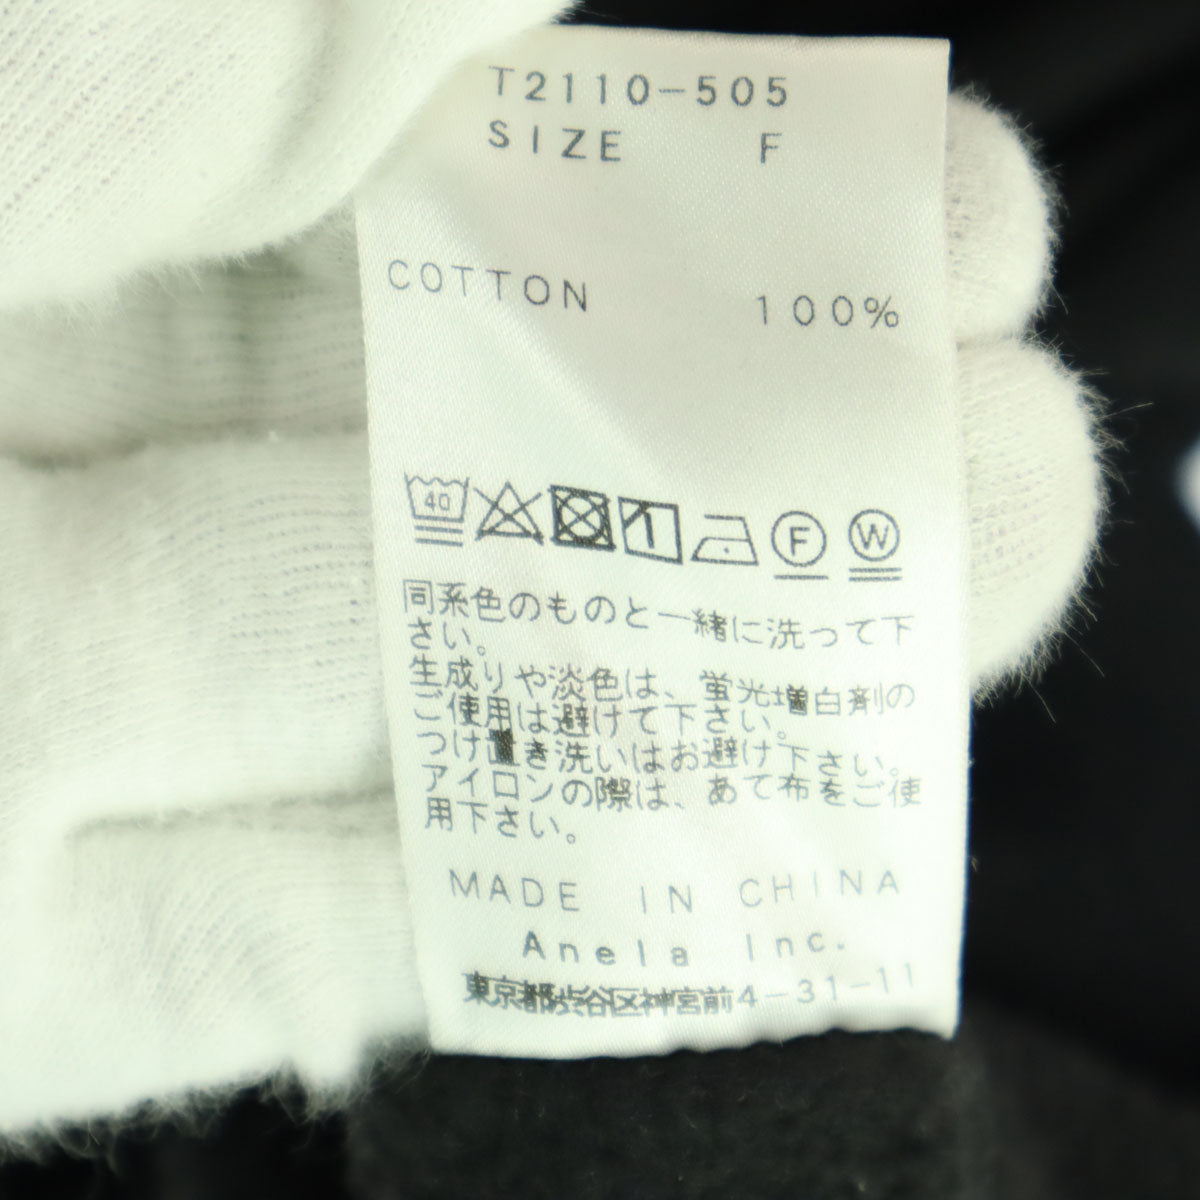 T2110-505
SIZE F
COTTON 100%
40 F W
同系色のものと一緒に洗って下
さい。
生成りや淡色は、蛍光増白剤の
ご使用は避けて下さい。
つけ置き洗いはお避け下さい。
アイロンの際は、あて布をご使
用下さい。
MADE IN CHINA
Anela Inc.
東京都渋谷区神宮前4-31-11